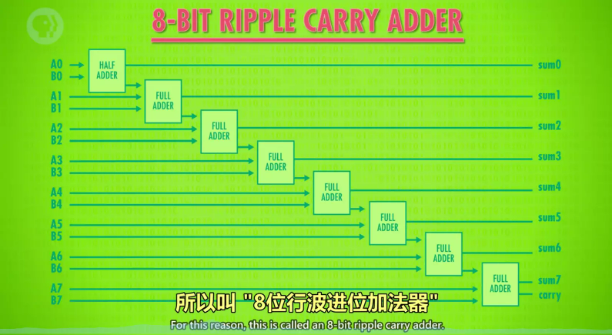 8-BIT RIPPLE CARRY ADDER
A0
B0
HALF ADDER
sum0
A1
B1
FULL ADDER
sum1
A2
B2
FULL ADDER
sum2
A3
B3
FULL ADDER
sum3
A4
B4
FULL ADDER
sum4
A5
B5
FULL ADDER
sum5
A6
B6
FULL ADDER
sum6
A7
B7
FULL ADDER
sum7
carry
所以叫 "8位行波进位加法器"
For this reason, this is called an 8-bit ripple carry adder.